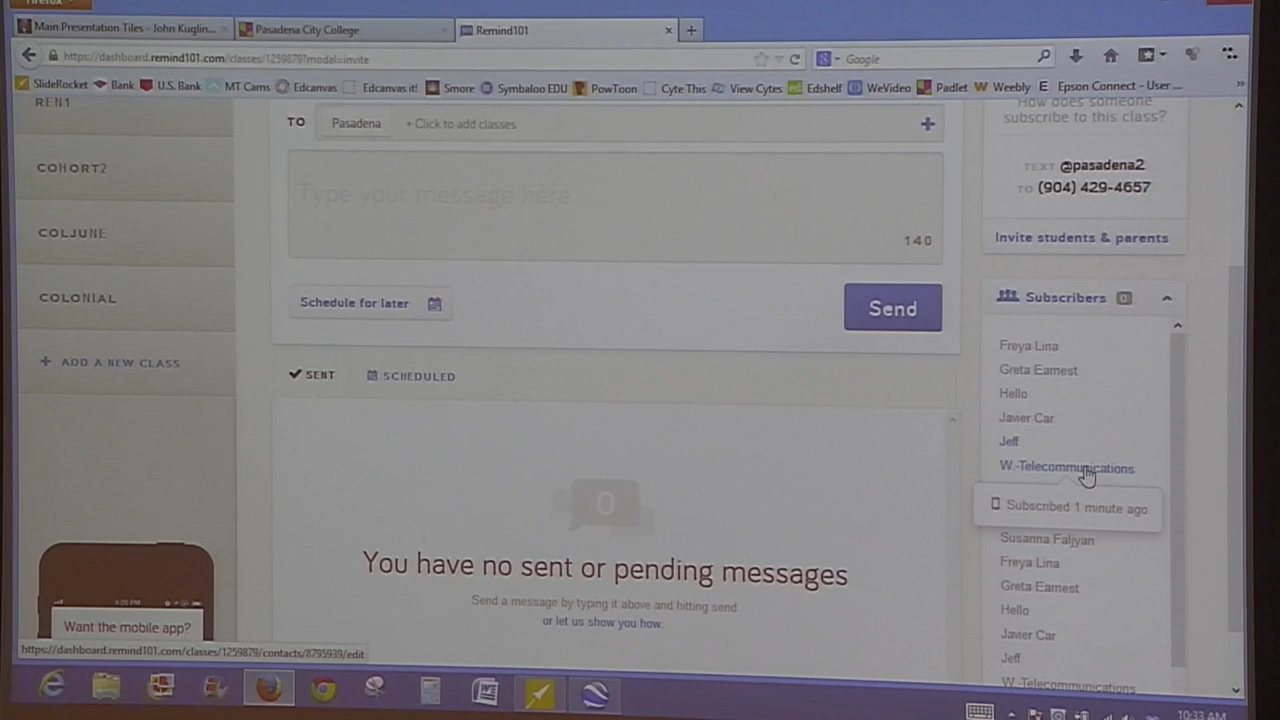 Main Presentation Tiles - John Kuglin...
Pasadena City College
Remind101
https://dashboard.remind101.com/classes/1259879?modal=invite
Google
SlideRocket
Bank
U.S. Bank
MT Cams
Edcanvas
Edcanvas it!
Smore
Symbaloo EDU
PowToon
Cyte This
View Cytes
Edshelf
WeVideo
Padlet
Weebly
Epson Connect - User ...
REN1
COHORT2
COLJUNE
COLONIAL
+ ADD A NEW CLASS
TO Pasadena + Click to add classes
Type your message here
140
Schedule for later
Send
SENT
SCHEDULED
0
You have no sent or pending messages
Send a message by typing it above and hitting send
or let us show you how.
How does someone
subscribe to this class?
TEXT @pasadena2
TO (904) 429-4657
Invite students & parents
Subscribers 0
Freya Lina
Greta Earnest
Hello
Javier Car
Jeff
W.-Telecommunications
Subscribed 1 minute ago
Susanna Faljyan
Freya Lina
Greta Earnest
Hello
Javier Car
Jeff
W.-Telecommunications
4:00 PM
Want the mobile app?
https://dashboard.remind101.com/classes/1259879/contacts/8795939/edit
10:33 AM